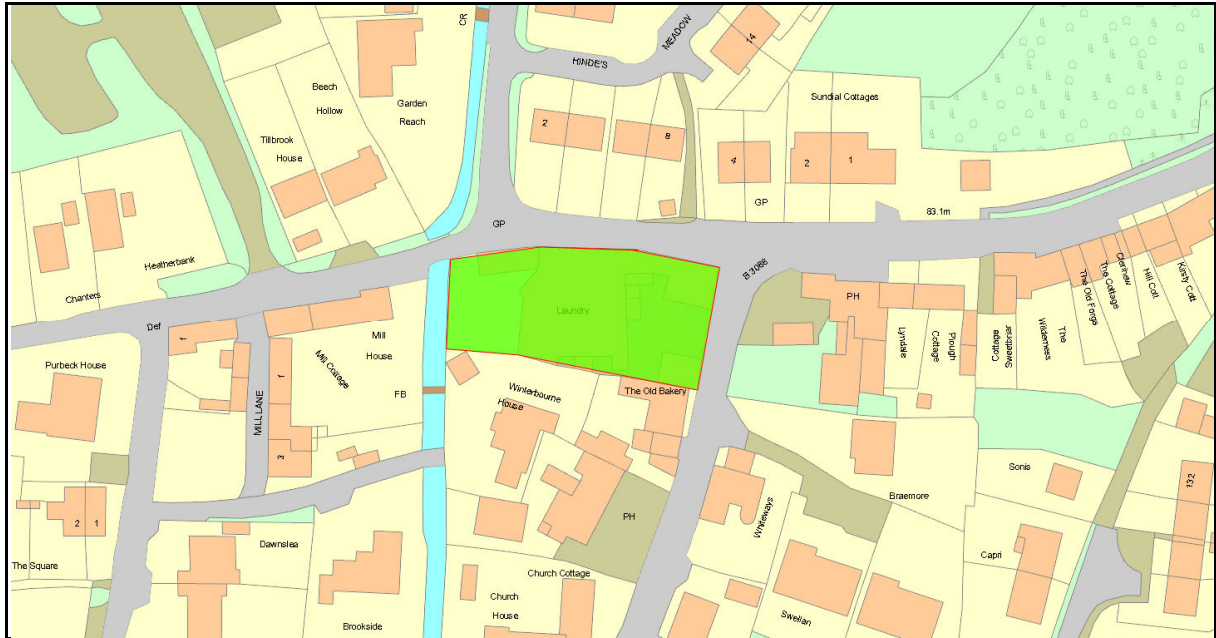 CR
MEADOW
14
HINDE'S
Beech
Hollow
Garden
Reach
Tillbrook
House
2
8
Sundial Cottages
4
2
1
GP
GP
63.1m
B 3068
Heatherbank
Chanters
Def
Laundry
PH
Clerihew
The Cottage
The Old Forge
Hill Cott
Kirsty Cott
The
Wilderness
Sweetbriar
Cottage
Plough
Cottage
Lyndale
1
Mill
House
Mill Cottage
1
Purbeck House
MILL LANE
FB
Winterbourne
House
The Old Bakery
3
Sonis
132
Braemore
Whiteways
PH
2
1
Dawnslea
Capri
The Square
Church Cottage
Church
House
Brookside
Swellan